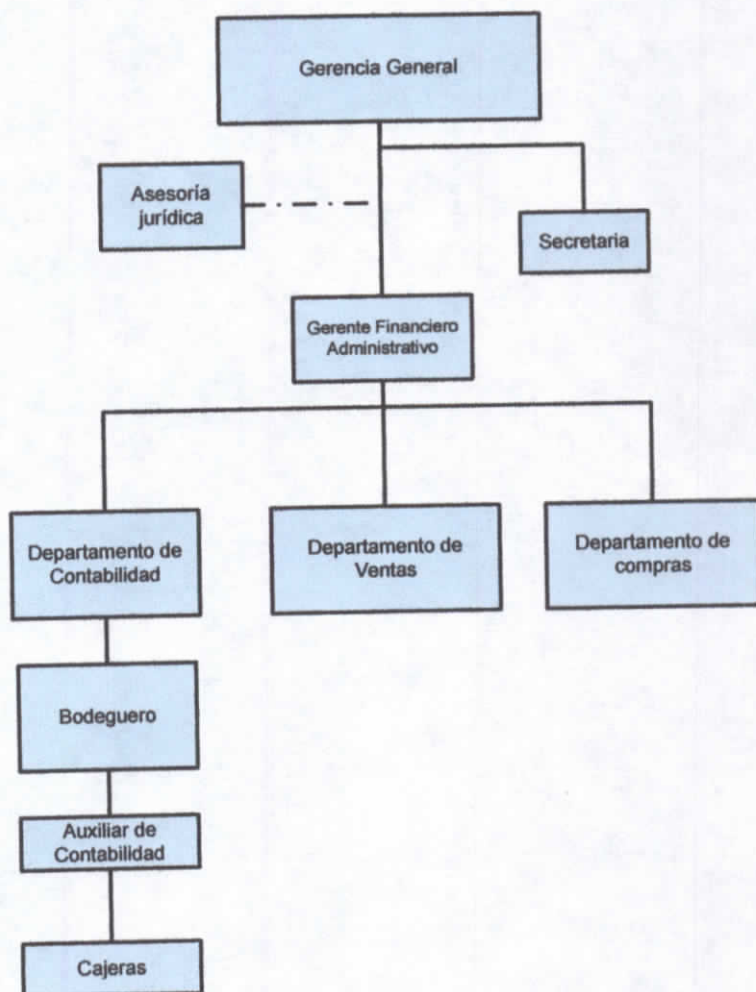 Gerencia General
Asesoría
jurídica
Secretaria
Gerente Financiero
Administrativo
Departamento de
Contabilidad
Departamento de
Ventas
Departamento de
compras
Bodeguero
Auxiliar de
Contabilidad
Cajeras